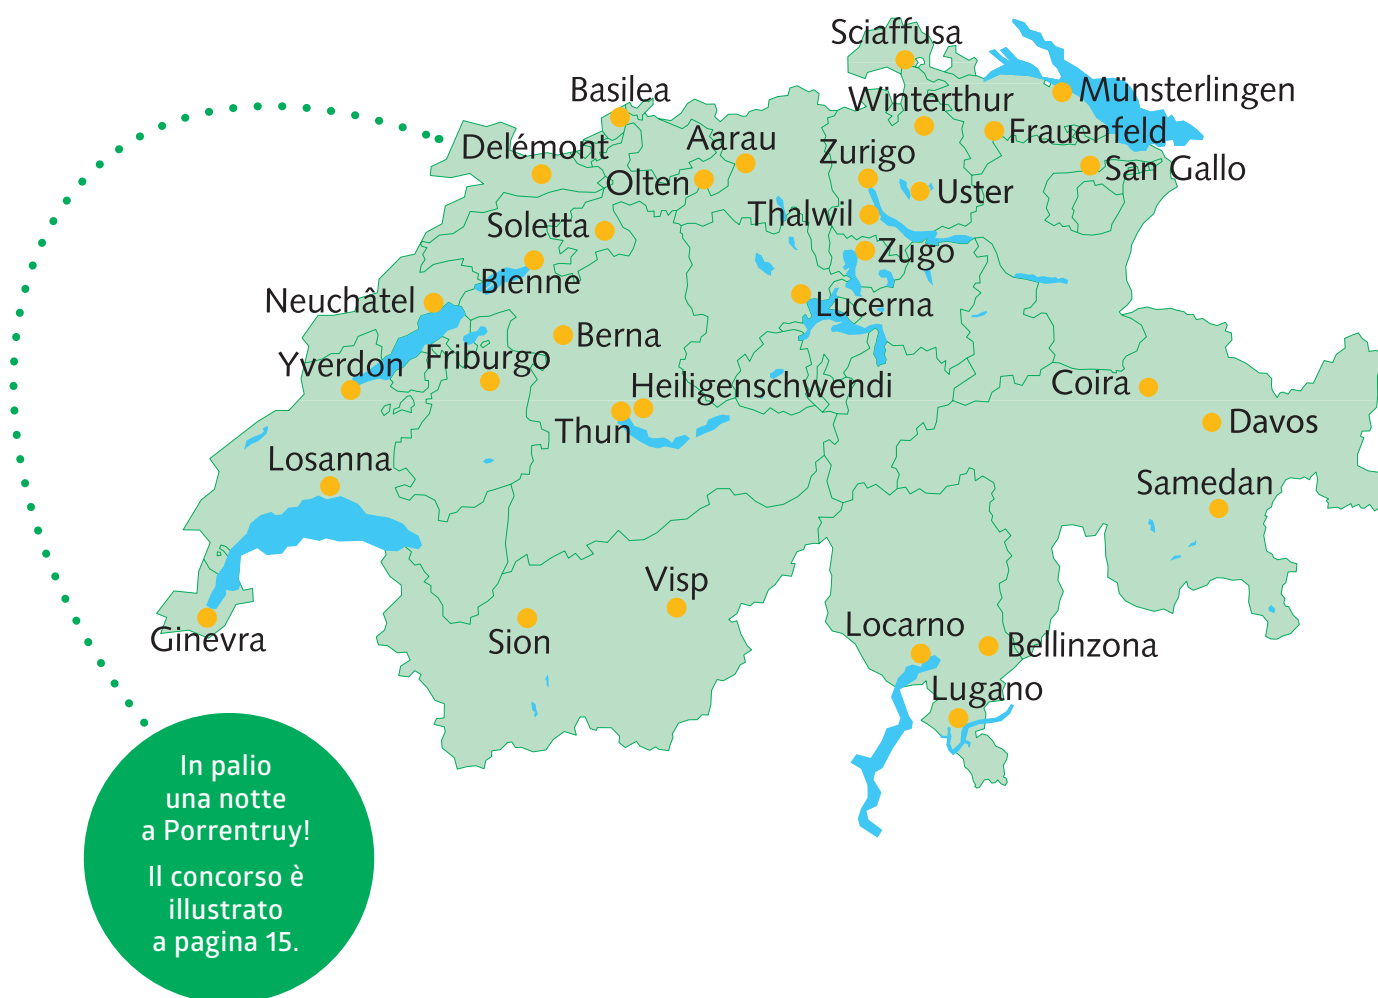 Sciaffusa
Basilea
Münsterlingen
Winterthur
Frauenfeld
Delémont
Aarau
Zurigo
San Gallo
Olten
Uster
Thalwil
Soletta
Zugo
Bienne
Neuchâtel
Lucerna
Berna
Yverdon
Friburgo
Heiligenschwendi
Coira
Davos
Thun
Losanna
Samedan
Visp
Ginevra
Sion
Locarno
Bellinzona
Lugano
In palio
una notte
a Porrentruy!
Il concorso è
illustrato
a pagina 15.